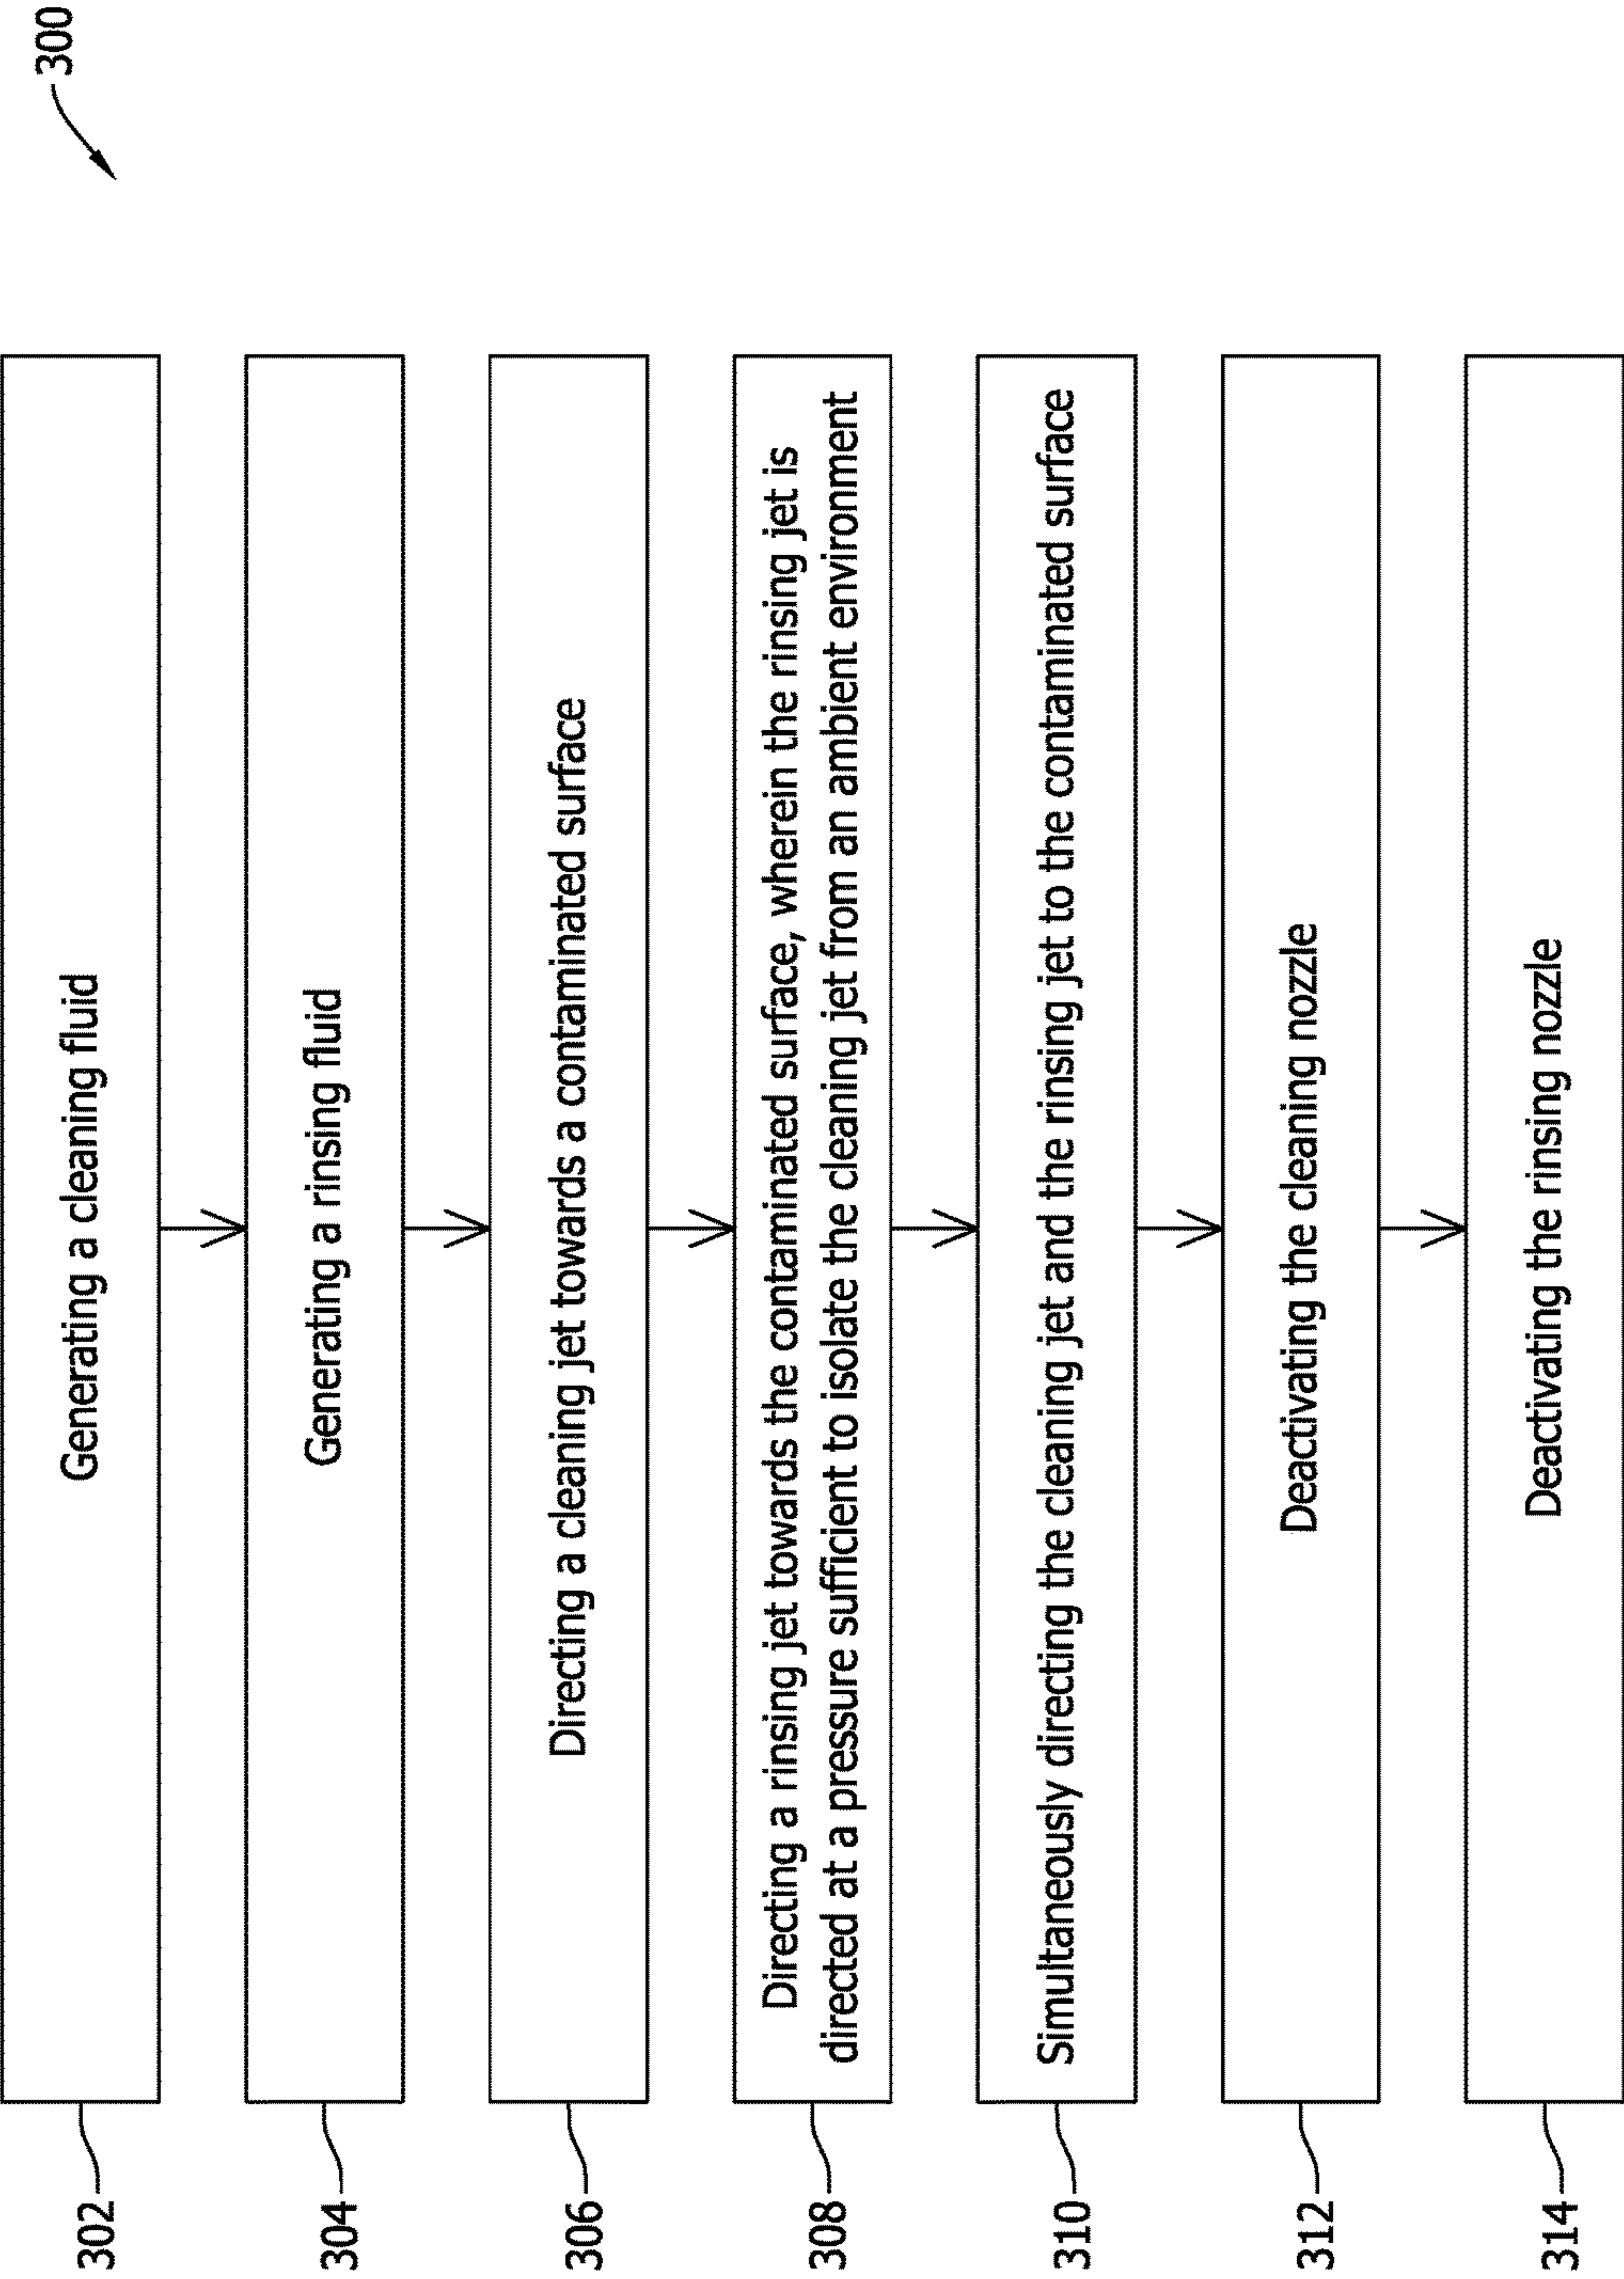 300
302
Generating a cleaning fluid
304
Generating a rinsing fluid
306
Directing a cleaning jet towards a contaminated surface
308
Directing a rinsing jet towards the contaminated surface, wherein the rinsing jet is
directed at a pressure sufficient to isolate the cleaning jet from an ambient environment
310
Simultaneously directing the cleaning jet and the rinsing jet to the contaminated surface
312
Deactivating the cleaning nozzle
314
Deactivating the rinsing nozzle